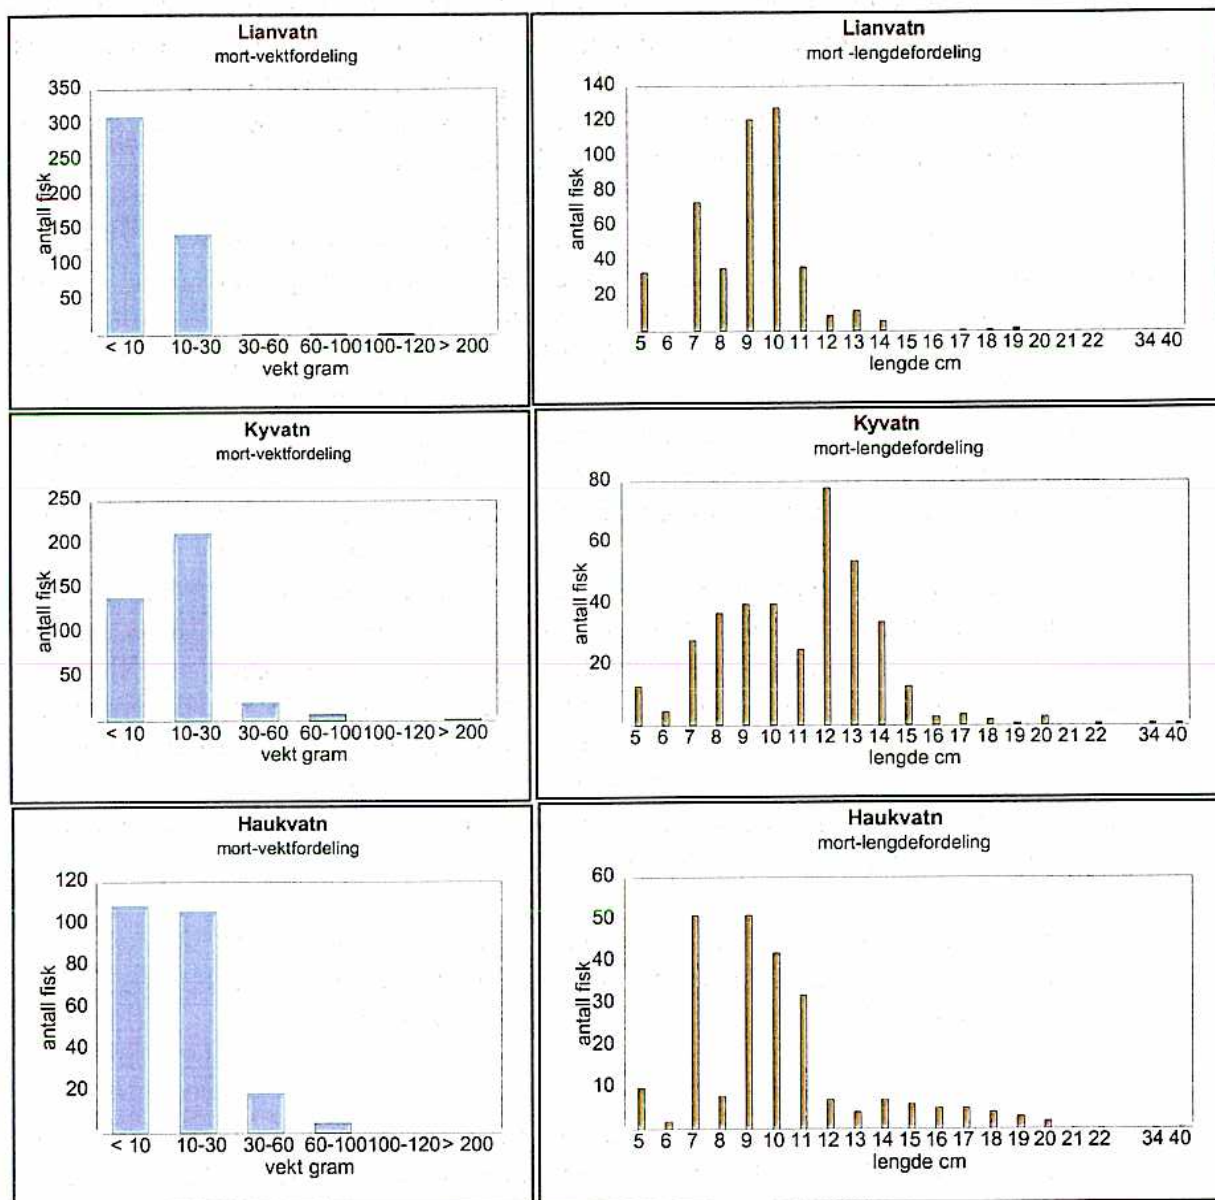 Lianvatn
mort-vektfordeling
350
300
250
200
150
100
50
antall fisk
< 10 10-30 30-60 60-100 100-120 > 200
vekt gram
Lianvatn
mort -lengdefordeling
140
120
100
80
60
40
20
antall fisk
5 6 7 8 9 10 11 12 13 14 15 16 17 18 19 20 21 22 34 40
lengde cm
Kyvatn
mort-vektfordeling
250
200
150
100
50
antall fisk
< 10 10-30 30-60 60-100 100-120 > 200
vekt gram
Kyvatn
mort-lengdefordeling
80
60
40
20
antall fisk
5 6 7 8 9 10 11 12 13 14 15 16 17 18 19 20 21 22 34 40
lengde cm
Haukvatn
mort-vektfordeling
120
100
80
60
40
20
antall fisk
< 10 10-30 30-60 60-100 100-120 > 200
vekt gram
Haukvatn
mort-lengdefordeling
60
50
40
30
20
10
antall fisk
5 6 7 8 9 10 11 12 13 14 15 16 17 18 19 20 21 22 34 40
lengde cm